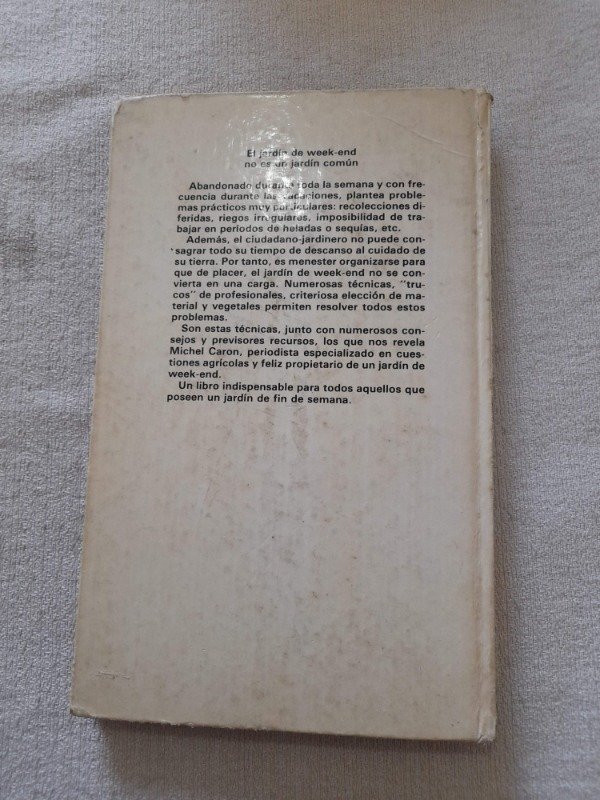 El jardín de week-end
no es un jardín común
Abandonado durante toda la semana y con fre-
cuencia durante las vacaciones, plantea proble-
mas prácticos muy particulares: recolecciones di-
feridas, riegos irregulares, imposibilidad de tra-
bajar en períodos de heladas o sequías, etc.
Además, el ciudadano-jardinero no puede con-
sagrar todo su tiempo de descanso al cuidado de
su tierra. Por tanto, es menester organizarse para
que de placer, el jardín de week-end no se con-
vierta en una carga. Numerosas técnicas, "tru-
cos" de profesionales, criteriosa elección de ma-
terial y vegetales permiten resolver todos estos
problemas.
Son estas técnicas, junto con numerosos con-
sejos y previsores recursos, los que nos revela
Michel Caron, periodista especializado en cues-
tiones agrícolas y feliz propietario de un jardín de
week-end.
Un libro indispensable para todos aquellos que
poseen un jardín de fin de semana.